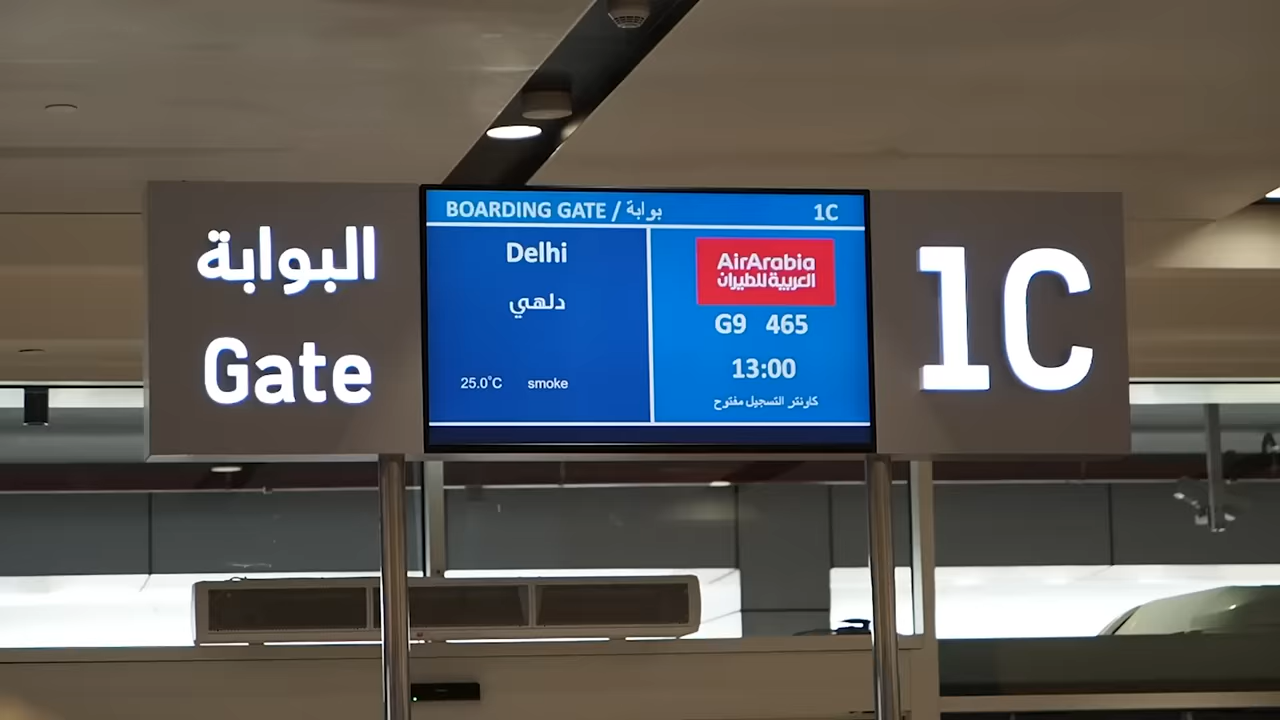 البوابة
Gate
BOARDING GATE / بوابة 1C
Delhi
دلهي
25.0°C smoke
AirArabia
العربية للطيران
G9 465
13:00
كاونتر التسجيل مفتوح
1C